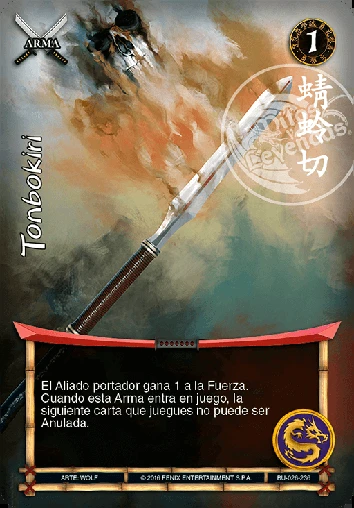 ARMA
1
蜻蛉切
Tonbokiri
El Aliado portador gana 1 a la Fuerza.
Cuando esta Arma entra en juego, la
siguiente carta que juegues no puede ser
Anulada.
ARTE: WOLF
© 2016 FENIX ENTERTAINMENT S.P.A.